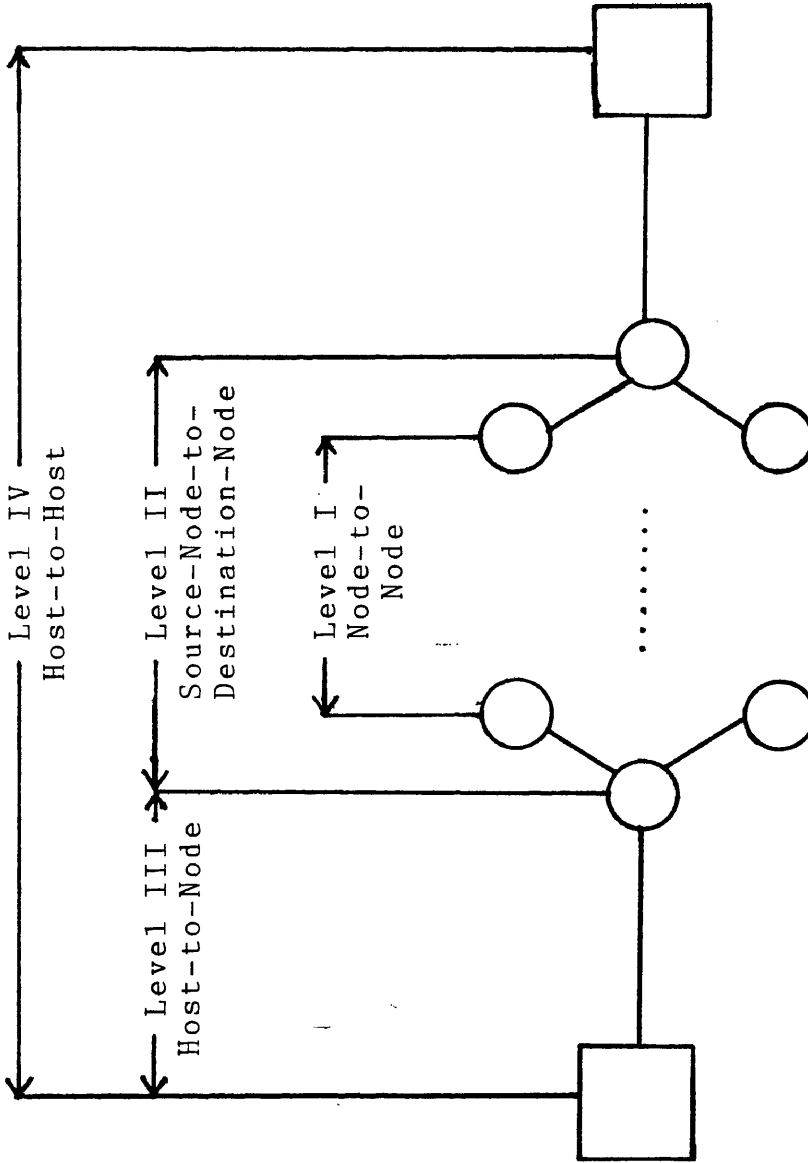 Level IV
Host-to-Host
Level III
Host-to-Node
Level II
Source-Node-to-
Destination-Node
Level I
Node-to-
Node